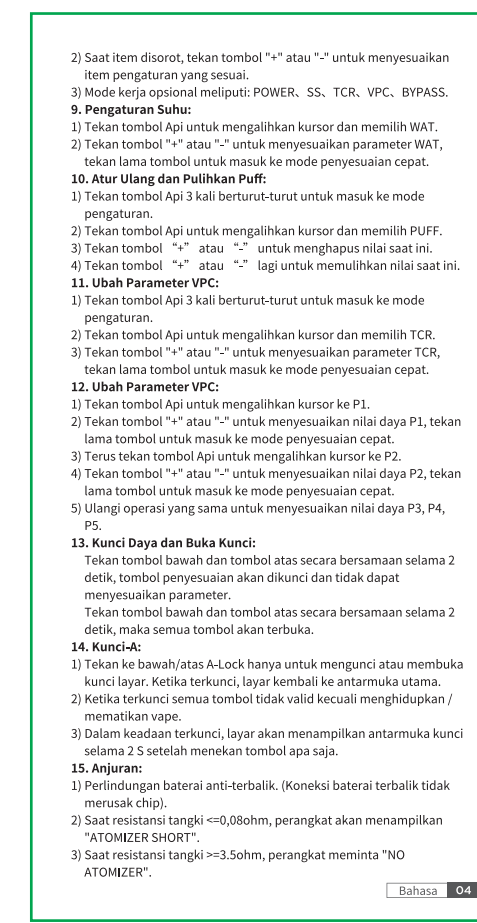 2) Saat item disorot, tekan tombol "+" atau "-" untuk menyesuaikan
item pengaturan yang sesuai.
3) Mode kerja opsional meliputi: POWER、SS、TCR、VPC、BYPASS.
9. Pengaturan Suhu:
1) Tekan tombol Api untuk mengalihkan kursor dan memilih WAT.
2) Tekan tombol "+" atau "-" untuk menyesuaikan parameter WAT,
tekan lama tombol untuk masuk ke mode penyesuaian cepat.
10. Atur Ulang dan Pulihkan Puff:
1) Tekan tombol Api 3 kali berturut-turut untuk masuk ke mode
pengaturan.
2) Tekan tombol Api untuk mengalihkan kursor dan memilih PUFF.
3) Tekan tombol “+” atau “-” untuk menghapus nilai saat ini.
4) Tekan tombol “+” atau “-” lagi untuk memulihkan nilai saat ini.
11. Ubah Parameter VPC:
1) Tekan tombol Api 3 kali berturut-turut untuk masuk ke mode
pengaturan.
2) Tekan tombol Api untuk mengalihkan kursor dan memilih TCR.
3) Tekan tombol "+" atau "-" untuk menyesuaikan parameter TCR,
tekan lama tombol untuk masuk ke mode penyesuaian cepat.
12. Ubah Parameter VPC:
1) Tekan tombol Api untuk mengalihkan kursor ke P1.
2) Tekan tombol "+" atau "-" untuk menyesuaikan nilai daya P1, tekan
lama tombol untuk masuk ke mode penyesuaian cepat.
3) Terus tekan tombol Api untuk mengalihkan kursor ke P2.
4) Tekan tombol "+" atau "-" untuk menyesuaikan nilai daya P2, tekan
lama tombol untuk masuk ke mode penyesuaian cepat.
5) Ulangi operasi yang sama untuk menyesuaikan nilai daya P3, P4,
P5.
13. Kunci Daya dan Buka Kunci:
Tekan tombol bawah dan tombol atas secara bersamaan selama 2
detik, tombol penyesuaian akan dikunci dan tidak dapat
menyesuaikan parameter.
Tekan tombol bawah dan tombol atas secara bersamaan selama 2
detik, maka semua tombol akan terbuka.
14. Kunci-A:
1) Tekan ke bawah/atas A-Lock hanya untuk mengunci atau membuka
kunci layar. Ketika terkunci, layar kembali ke antarmuka utama.
2) Ketika terkunci semua tombol tidak valid kecuali menghidupkan /
mematikan vape.
3) Dalam keadaan terkunci, layar akan menampilkan antarmuka kunci
selama 2 S setelah menekan tombol apa saja.
15. Anjuran:
1) Perlindungan baterai anti-terbalik. (Koneksi baterai terbalik tidak
merusak chip).
2) Saat resistansi tangki <=0,08ohm, perangkat akan menampilkan
"ATOMIZER SHORT".
3) Saat resistansi tangki >=3.5ohm, perangkat meminta "NO
ATOMIZER".
Bahasa 04